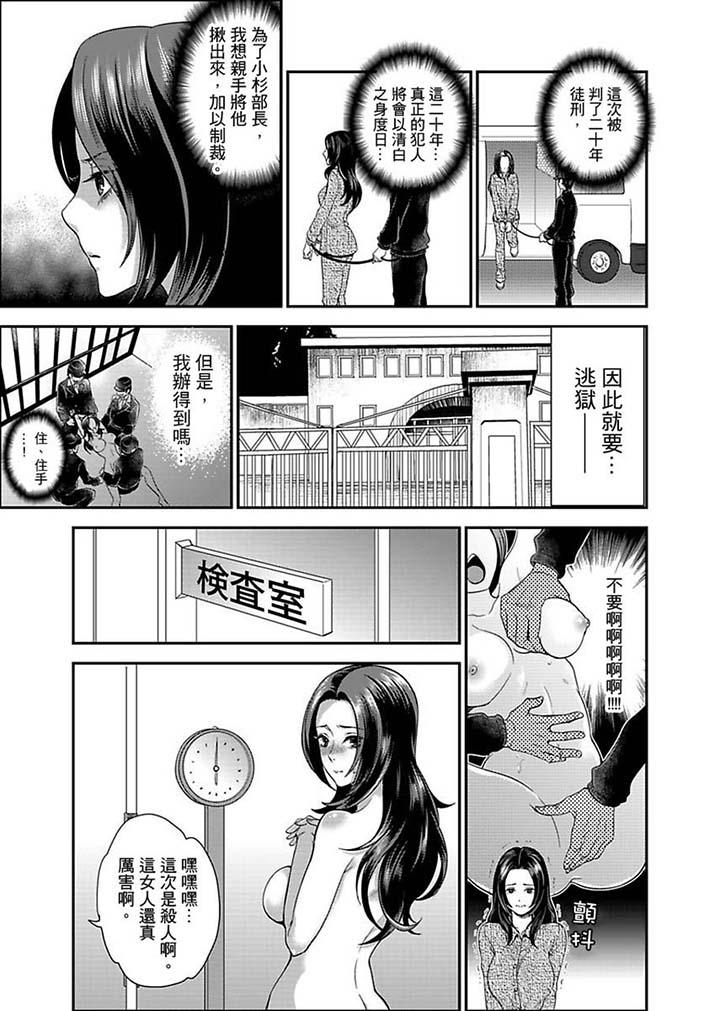 這次被
判了二十年
徒刑，
這二十年…
真正的犯人
將會以清白
之身度日…
為了小杉部長，
我想親手將他
揪出來，加以制裁。
因此就要…
逃獄——
但是，
我辦得到嗎…
住、住手
…！
不要啊啊啊啊啊!!!!
顫抖
検査室
嘿嘿嘿…
這次是殺人啊。
這女人還真
厲害啊。